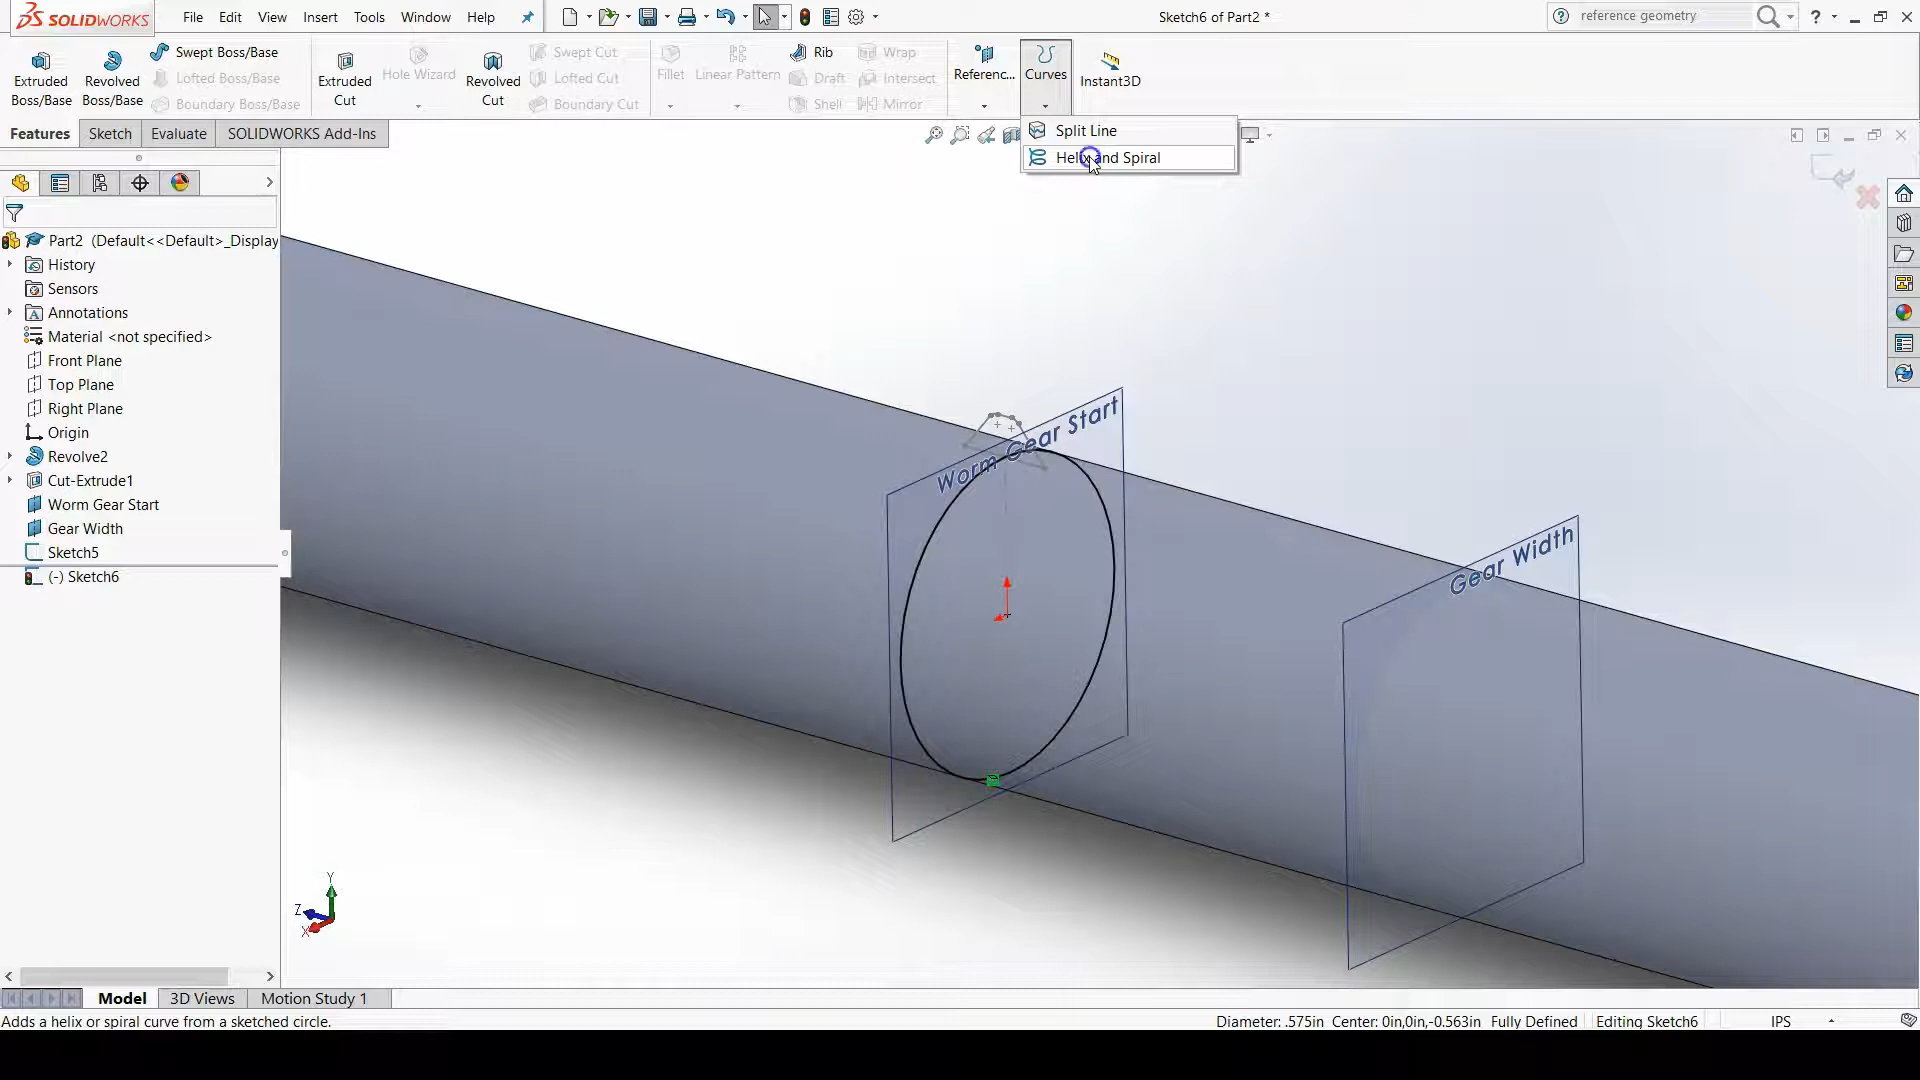 SOLIDWORKS File Edit View Insert Tools Window Help Sketch6 of Part2 * reference geometry ?
Extruded Boss/Base
Revolved Boss/Base
Swept Boss/Base
Lofted Boss/Base
Boundary Boss/Base
Extruded Cut
Hole Wizard
Revolved Cut
Swept Cut
Lofted Cut
Boundary Cut
Fillet
Linear Pattern
Rib
Draft
Shell
Wrap
Intersect
Mirror
Referenc...
Curves
Instant3D
Split Line
Helix and Spiral
Features Sketch Evaluate SOLIDWORKS Add-Ins
Part2 (Default<<Default>_Display
History
Sensors
Annotations
Material <not specified>
Front Plane
Top Plane
Right Plane
Origin
Revolve2
Cut-Extrude1
Worm Gear Start
Gear Width
Sketch5
(-) Sketch6
Worm Gear Start
Gear Width
Y
Z
X
Model 3D Views Motion Study 1
Adds a helix or spiral curve from a sketched circle. Diameter: .575in Center: 0in,0in,-0.563in Fully Defined Editing Sketch6 IPS